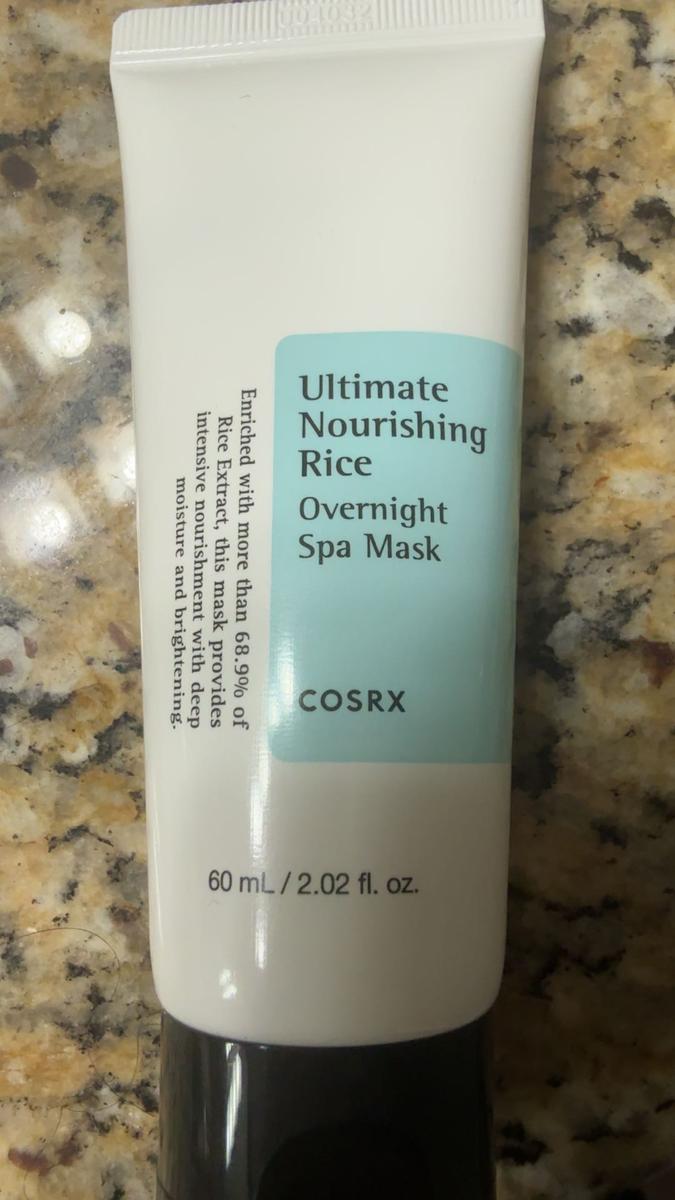 Ultimate
Nourishing
Rice
Overnight
Spa Mask
COSRX
Enriched with more than 68.9% of
Rice Extract, this mask provides
intensive nourishment with deep
moisture and brightening.
60 mL / 2.02 fl. oz.